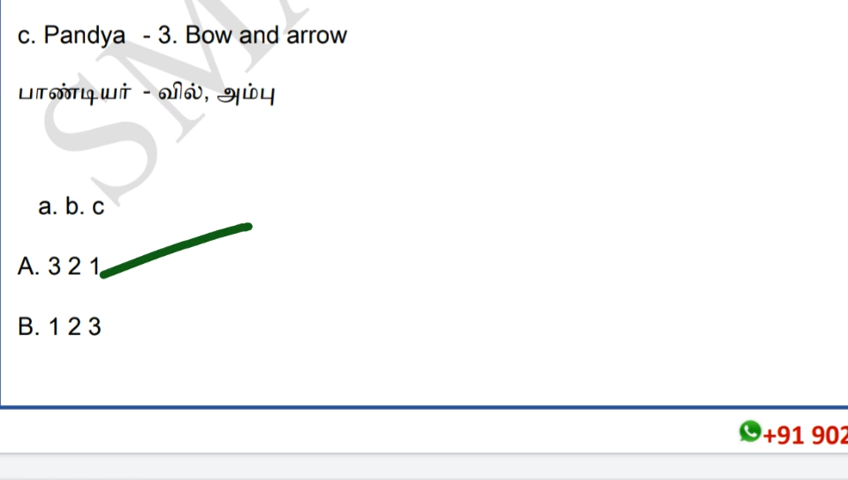 c. Pandya - 3. Bow and arrow
பாண்டியர் - வில், அம்பு
a. b. c
A. 3 2 1
B. 1 2 3
+91 902